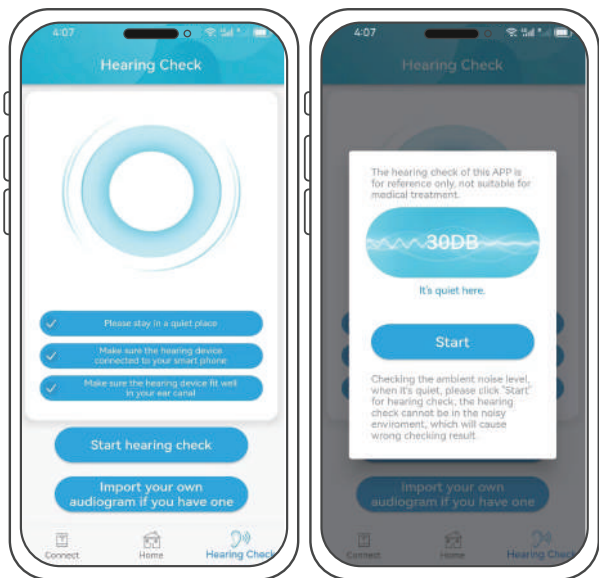 4:07
Hearing Check
Please stay in a quiet place
Make sure the hearing device
connected to your smart phone
Make sure the hearing device fit well
in your ear canal
Start hearing check
Import your own
audiogram if you have one
Connect
Home
Hearing Check
4:07
Hearing Check
The hearing check of this APP is
for reference only, not suitable for
medical treatment.
30DB
It's quiet here.
Start
Checking the ambient noise level,
when it's quiet, please click "Start"
for hearing check, the hearing
check cannot be in the noisy
enviroment, which will cause
wrong checking result
Import your own
audiogram if you have one
Connect
Home
Hearing Check